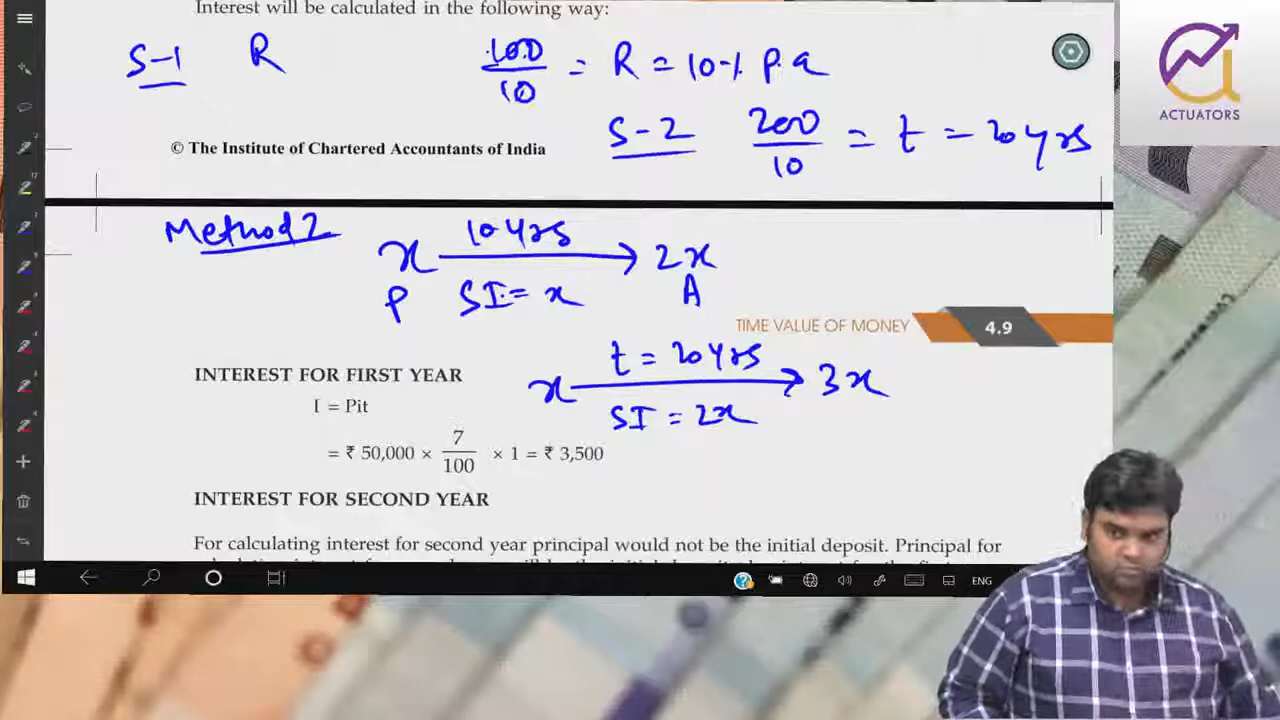 Interest will be calculated in the following way:
S-1 R 100/10 = R = 10% p.a
S-2 200/10 = t = 20 yrs
© The Institute of Chartered Accountants of India
Method 2
x 10 yrs 2x
P SI = x A
TIME VALUE OF MONEY 4.9
t = 20 yrs
x 3x
SI = 2x
INTEREST FOR FIRST YEAR
I = Pit
= ₹ 50,000 × 7/100 × 1 = ₹ 3,500
INTEREST FOR SECOND YEAR
For calculating interest for second year principal would not be the initial deposit. Principal for
ENG
ACTUATORS